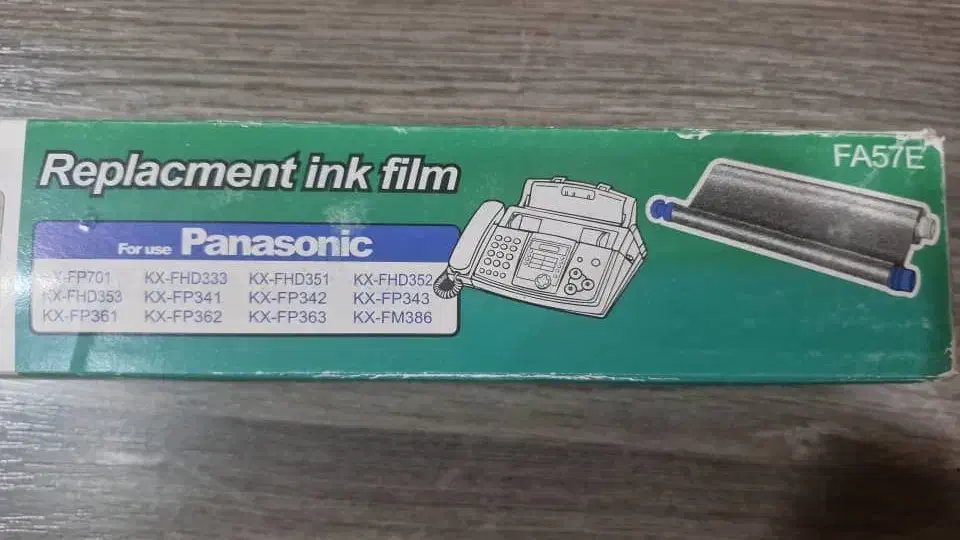 Replacment ink film
FA57E
For use Panasonic
KX-FP701 KX-FHD333 KX-FHD351 KX-FHD352
KX-FHD353 KX-FP341 KX-FP342 KX-FP343
KX-FP361 KX-FP362 KX-FP363 KX-FM386